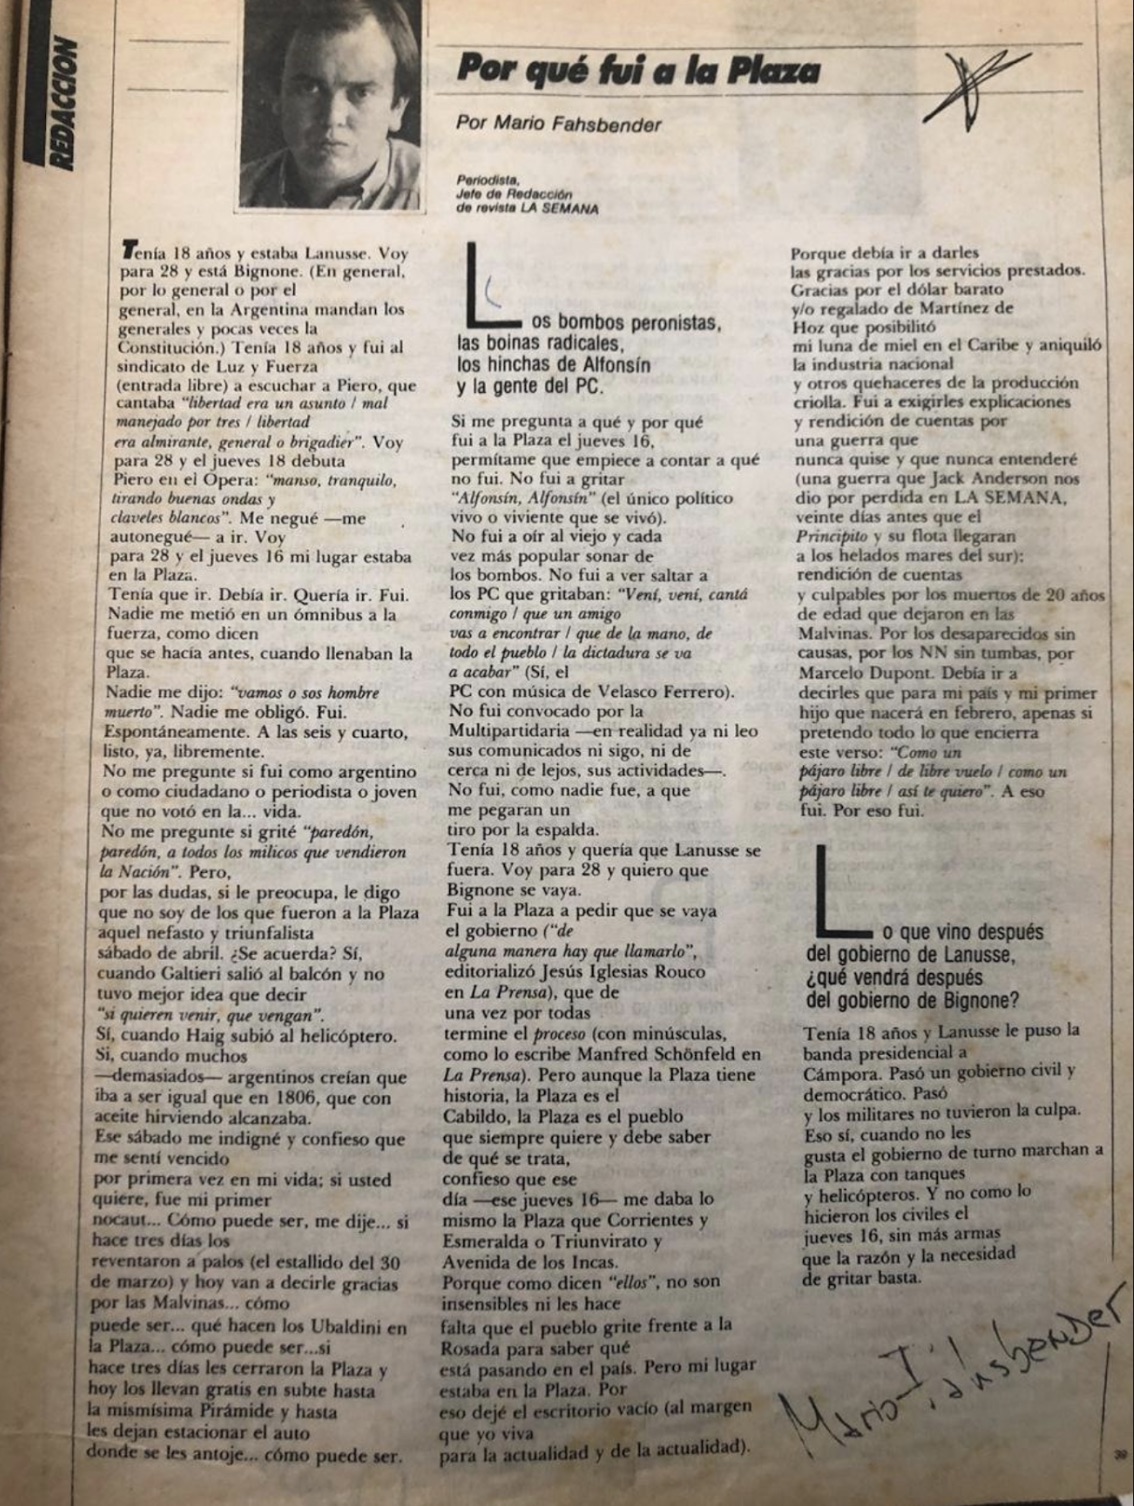 REDACCION
Por qué fui a la Plaza
Por Mario Fahsbender
Periodista,
Jefe de Redacción
de revista LA SEMANA
Tenía 18 años y estaba Lanusse. Voy
para 28 y está Bignone. (En general,
por lo general o por el
general, en la Argentina mandan los
generales y pocas veces la
Constitución.) Tenía 18 años y fui al
sindicato de Luz y Fuerza
(entrada libre) a escuchar a Piero, que
cantaba "libertad era un asunto / mal
manejado por tres / libertad
era almirante, general o brigadier". Voy
para 28 y el jueves 18 debuta
Piero en el Opera: "manso, tranquilo,
tirando buenas ondas y
claveles blancos". Me negué —me
autonegué— a ir. Voy
para 28 y el jueves 16 mi lugar estaba
en la Plaza.
Tenía que ir. Debía ir. Quería ir. Fui.
Nadie me metió en un ómnibus a la
fuerza, como dicen
que se hacía antes, cuando llenaban la
Plaza.
Nadie me dijo: "vamos o sos hombre
muerto". Nadie me obligó. Fui.
Espontáneamente. A las seis y cuarto,
listo, ya, libremente.
No me pregunte si fui como argentino
o como ciudadano o periodista o joven
que no votó en la... vida.
No me pregunte si grité "paredón,
paredón, a todos los milicos que vendieron
la Nación". Pero,
por las dudas, si le preocupa, le digo
que no soy de los que fueron a la Plaza
aquel nefasto y triunfalista
sábado de abril. ¿Se acuerda? Sí,
cuando Galtieri salió al balcón y no
tuvo mejor idea que decir
"si quieren venir, que vengan".
Sí, cuando Haig subió al helicóptero.
Si, cuando muchos
—demasiados— argentinos creían que
iba a ser igual que en 1806, que con
aceite hirviendo alcanzaba.
Ese sábado me indigné y confieso que
me sentí vencido
por primera vez en mi vida; si usted
quiere, fue mi primer
nocaut... Cómo puede ser, me dije... si
hace tres días los
reventaron a palos (el estallido del 30
de marzo) y hoy van a decirle gracias
por las Malvinas... cómo
puede ser... qué hacen los Ubaldini en
la Plaza... cómo puede ser...si
hace tres días les cerraron la Plaza y
hoy los llevan gratis en subte hasta
la mismísima Pirámide y hasta
les dejan estacionar el auto
donde se les antoje... cómo puede ser.
Los bombos peronistas,
las boinas radicales,
los hinchas de Alfonsín
y la gente del PC.
Si me pregunta a qué y por qué
fui a la Plaza el jueves 16,
permítame que empiece a contar a qué
no fui. No fui a gritar
"Alfonsín, Alfonsín" (el único político
vivo o viviente que se vivó).
No fui a oír al viejo y cada
vez más popular sonar de
los bombos. No fui a ver saltar a
los PC que gritaban: "Vení, vení, cantá
conmigo / que un amigo
vas a encontrar / que de la mano, de
todo el pueblo / la dictadura se va
a acabar" (Sí, el
PC con música de Velasco Ferrero).
No fui convocado por la
Multipartidaria —en realidad ya ni leo
sus comunicados ni sigo, ni de
cerca ni de lejos, sus actividades—.
No fui, como nadie fue, a que
me pegaran un
tiro por la espalda.
Tenía 18 años y quería que Lanusse se
fuera. Voy para 28 y quiero que
Bignone se vaya.
Fui a la Plaza a pedir que se vaya
el gobierno ("de
alguna manera hay que llamarlo",
editorializó Jesús Iglesias Rouco
en La Prensa), que de
una vez por todas
termine el proceso (con minúsculas,
como lo escribe Manfred Schönfeld en
La Prensa). Pero aunque la Plaza tiene
historia, la Plaza es el
Cabildo, la Plaza es el pueblo
que siempre quiere y debe saber
de qué se trata,
confieso que ese
día —ese jueves 16— me daba lo
mismo la Plaza que Corrientes y
Esmeralda o Triunvirato y
Avenida de los Incas.
Porque como dicen "ellos", no son
insensibles ni les hace
falta que el pueblo grite frente a la
Rosada para saber qué
está pasando en el país. Pero mi lugar
estaba en la Plaza. Por
eso dejé el escritorio vacío (al margen
que yo viva
para la actualidad y de la actualidad).
Porque debía ir a darles
las gracias por los servicios prestados.
Gracias por el dólar barato
y/o regalado de Martínez de
Hoz que posibilitó
mi luna de miel en el Caribe y aniquiló
la industria nacional
y otros quehaceres de la producción
criolla. Fui a exigirles explicaciones
y rendición de cuentas por
una guerra que
nunca quise y que nunca entenderé
(una guerra que Jack Anderson nos
dio por perdida en LA SEMANA,
veinte días antes que el
Principito y su flota llegaran
a los helados mares del sur):
rendición de cuentas
y culpables por los muertos de 20 años
de edad que dejaron en las
Malvinas. Por los desaparecidos sin
causas, por los NN sin tumbas, por
Marcelo Dupont. Debía ir a
decirles que para mi país y mi primer
hijo que nacerá en febrero, apenas si
pretendo todo lo que encierra
este verso: "Como un
pájaro libre / de libre vuelo / como un
pájaro libre / así te quiero". A eso
fui. Por eso fui.
Lo que vino después
del gobierno de Lanusse,
¿qué vendrá después
del gobierno de Bignone?
Tenía 18 años y Lanusse le puso la
banda presidencial a
Cámpora. Pasó un gobierno civil y
democrático. Pasó
y los militares no tuvieron la culpa.
Eso sí, cuando no les
gusta el gobierno de turno marchan a
la Plaza con tanques
y helicópteros. Y no como lo
hicieron los civiles el
jueves 16, sin más armas
que la razón y la necesidad
de gritar basta.
Mario Fahsbender
39